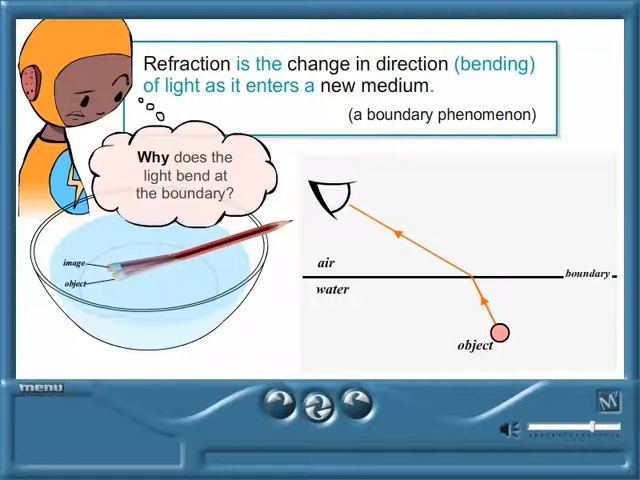 Refraction is the change in direction (bending)
of light as it enters a new medium.
(a boundary phenomenon)
Why does the
light bend at
the boundary?
image
object
air
water
boundary
object
menu
M